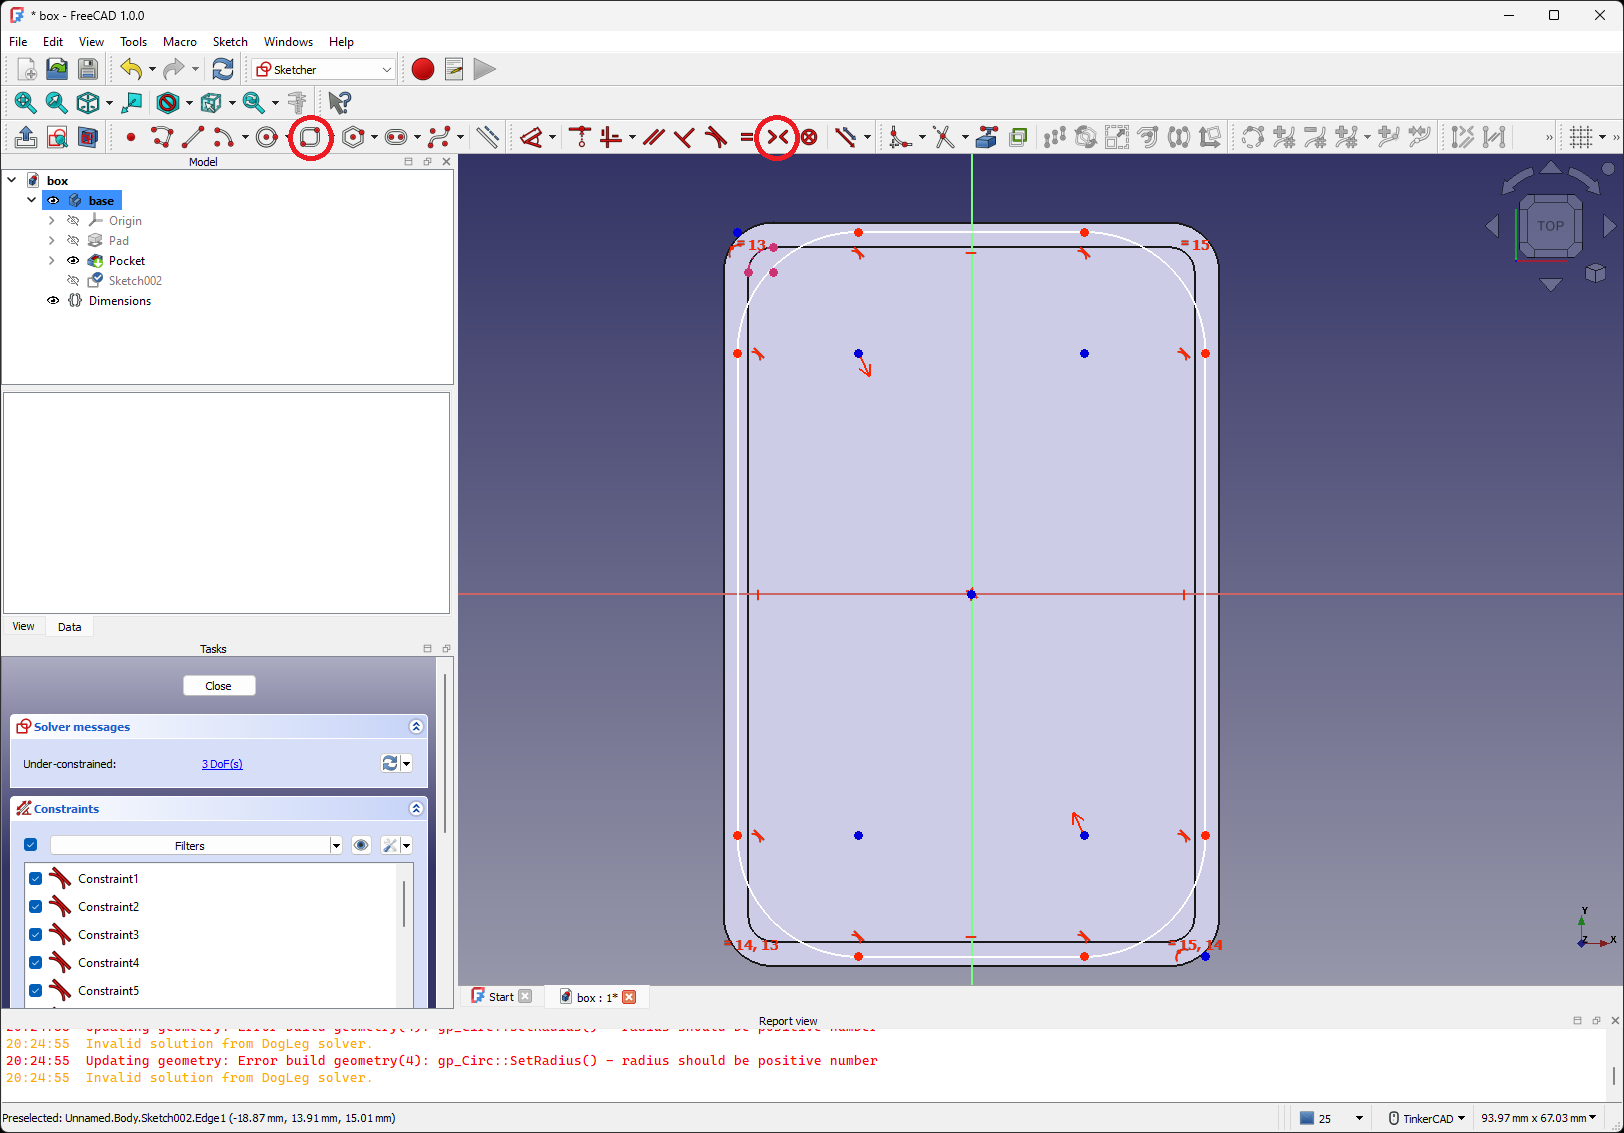 * box - FreeCAD 1.0.0
File Edit View Tools Macro Sketch Windows Help
Sketcher
Model
box
base
Origin
Pad
Pocket
Sketch002
Dimensions
View Data
Tasks
Close
Solver messages
Under-constrained: 3 DoF(s)
Constraints
Filters
Constraint1
Constraint2
Constraint3
Constraint4
Constraint5
= 13
= 15
= 14, 13
= 15, 14
TOP
Y
Z
X
Start
box : 1*
Report view
20:24:55 Invalid solution from DogLeg solver.
20:24:55 Updating geometry: Error build geometry(4): gp_Circ::SetRadius() - radius should be positive number
20:24:55 Invalid solution from DogLeg solver.
Preselected: Unnamed.Body.Sketch002.Edge1 (-18.87 mm, 13.91 mm, 15.01 mm)
25
TinkerCAD
93.97 mm x 67.03 mm